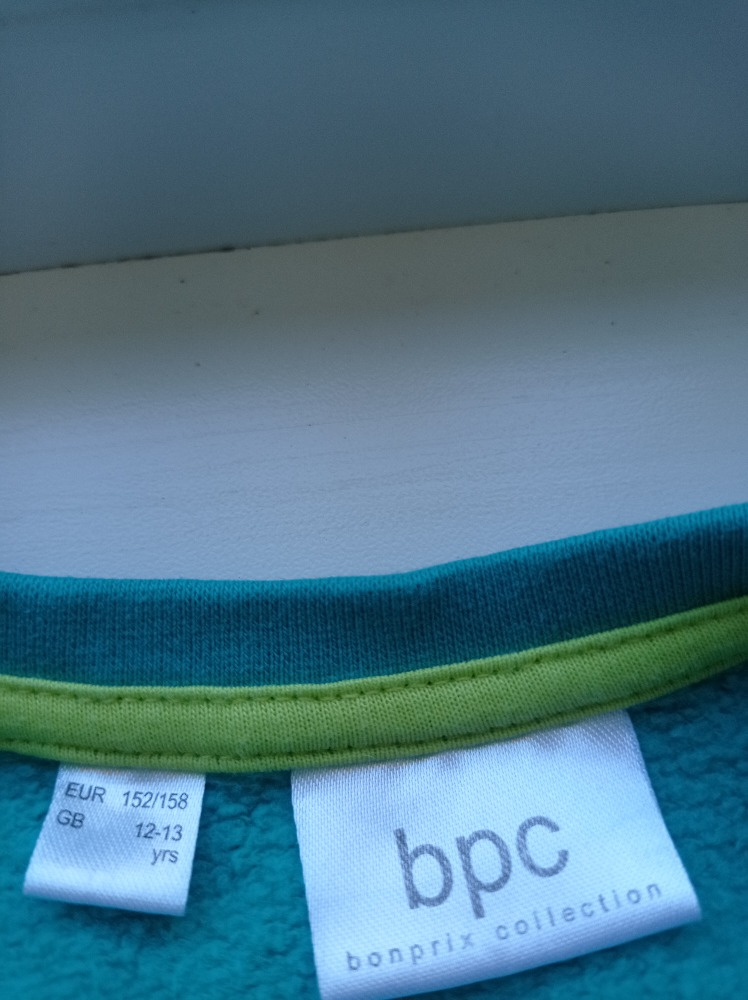 EUR 152/158
GB 12-13
yrs
bpc
bonprix collection